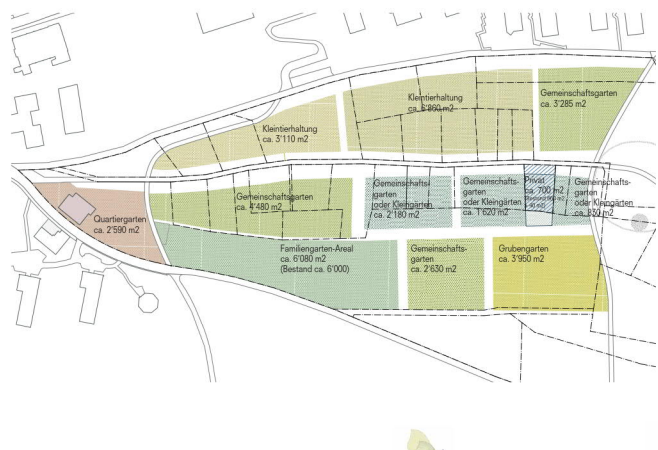 Kleintierhaltung
ca. 6'860 m2
Gemeinschaftsgarten
ca. 3'285 m2
Kleintierhaltung
ca. 3'110 m2
Gemeinschaftsgarten
4'480 m2
Gemeinschafts-
garten
oder Kleingärten
ca. 2'180 m2
Gemeinschafts-
garten
oder Kleingärten
ca. 1'620 m2
Privat
ca. 700 m2
Gemeinschafts-
garten
oder Kleingärten
ca. 830 m2
Quartiergarten
ca. 2'590 m2
Familiengarten-Areal
ca. 6'080 m2
(Bestand ca. 6'000)
Gemeinschafts-
garten
ca. 2'630 m2
Grubengarten
ca. 3'950 m2